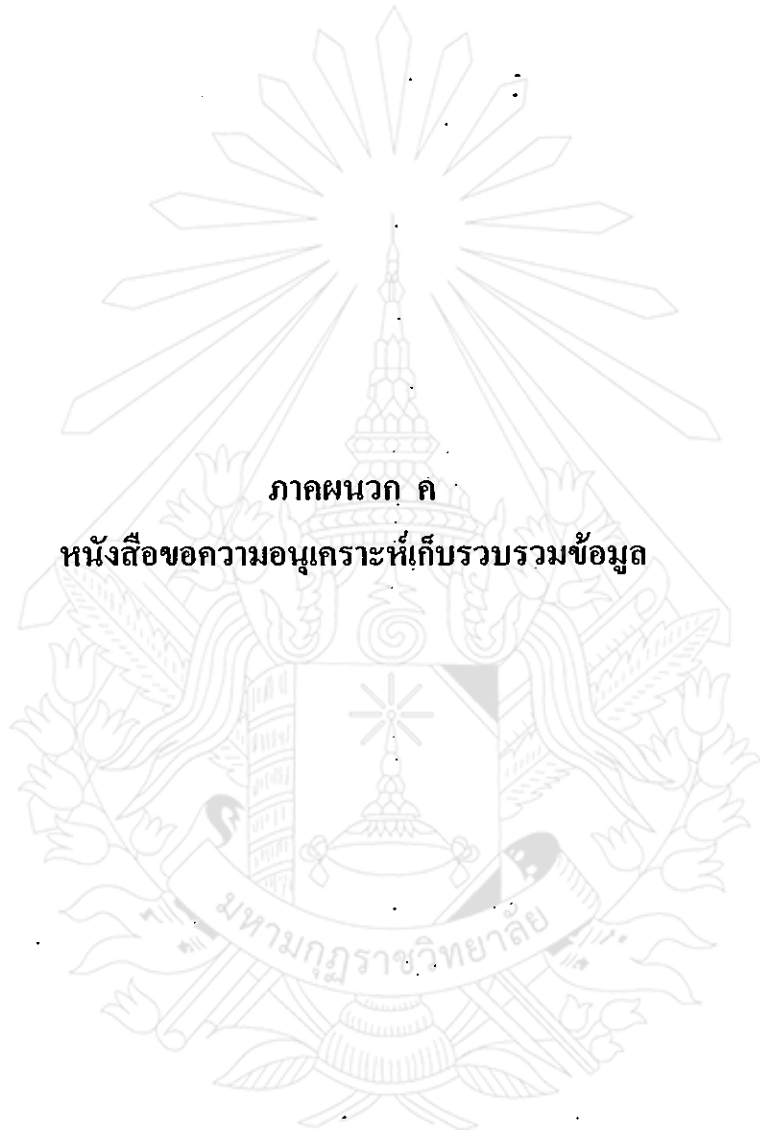 ภาคผนวก ค
หนังสือขอความอนุเคราะห์เก็บรวบรวมข้อมูล
มหามกุฏราชวิทยาลัย